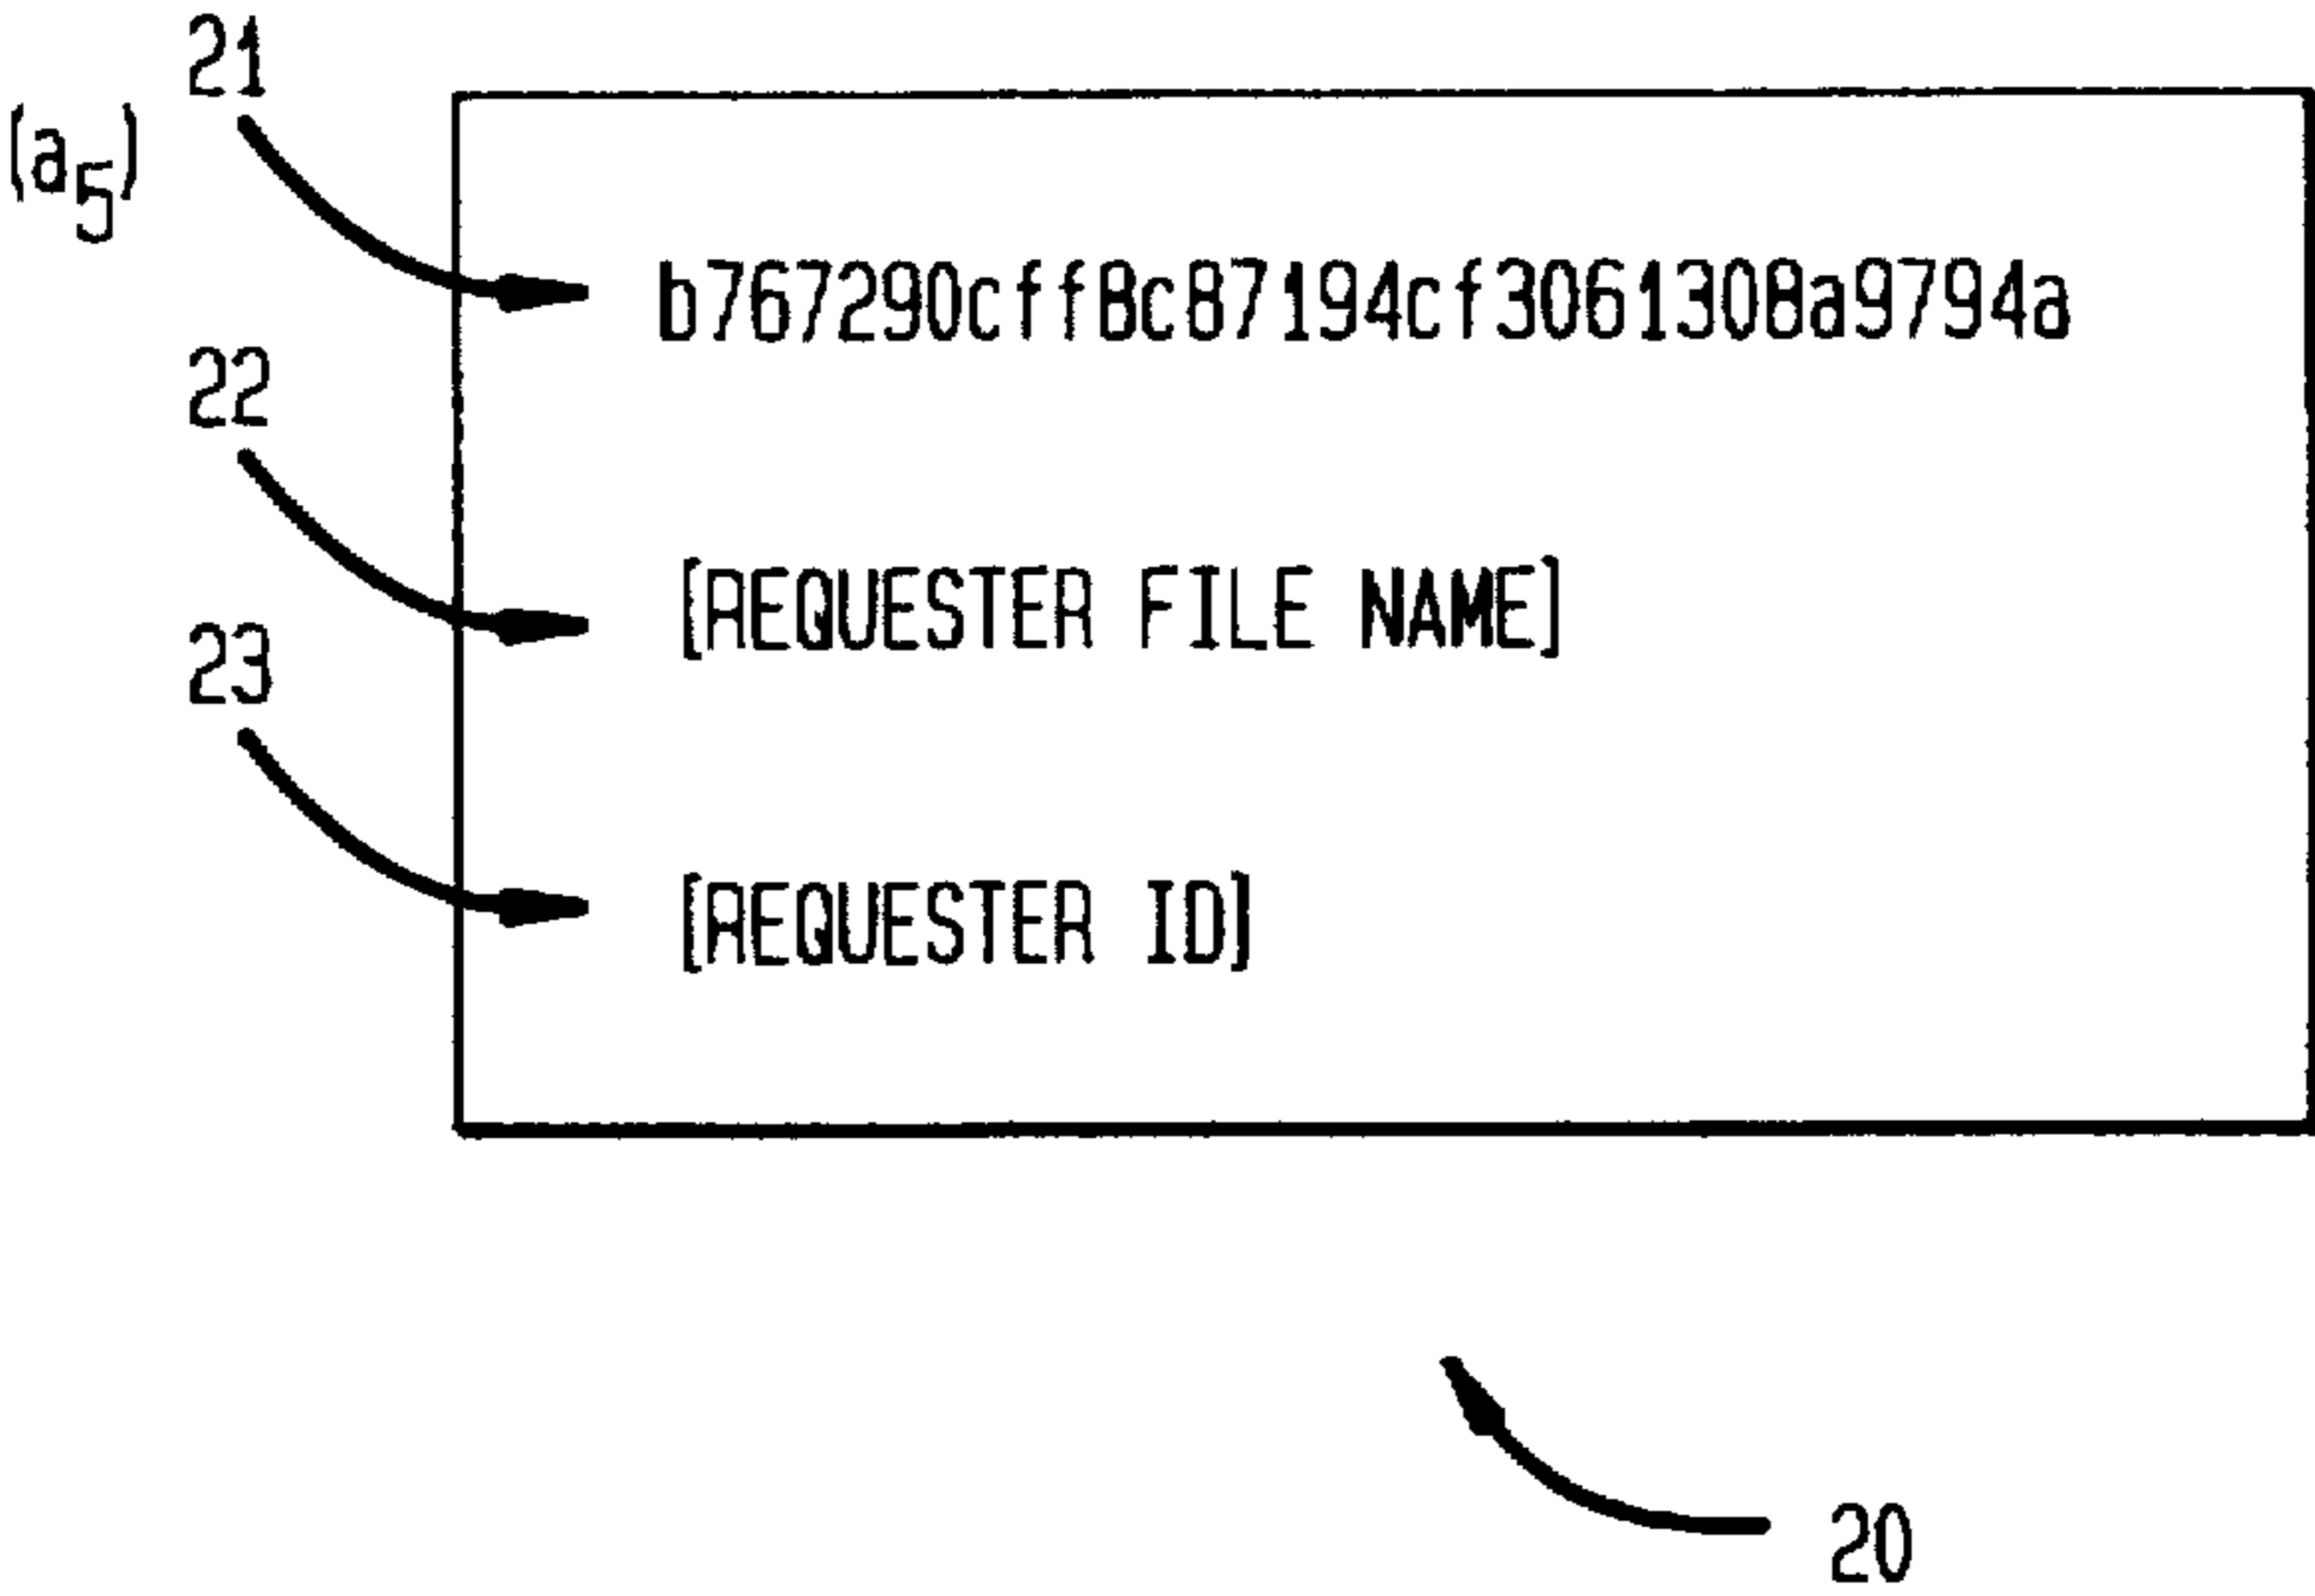 21
(a5)
b767290cff8c87194cf3061308a9794a
22
[REQUESTER FILE NAME]
23
[REQUESTER ID]
20